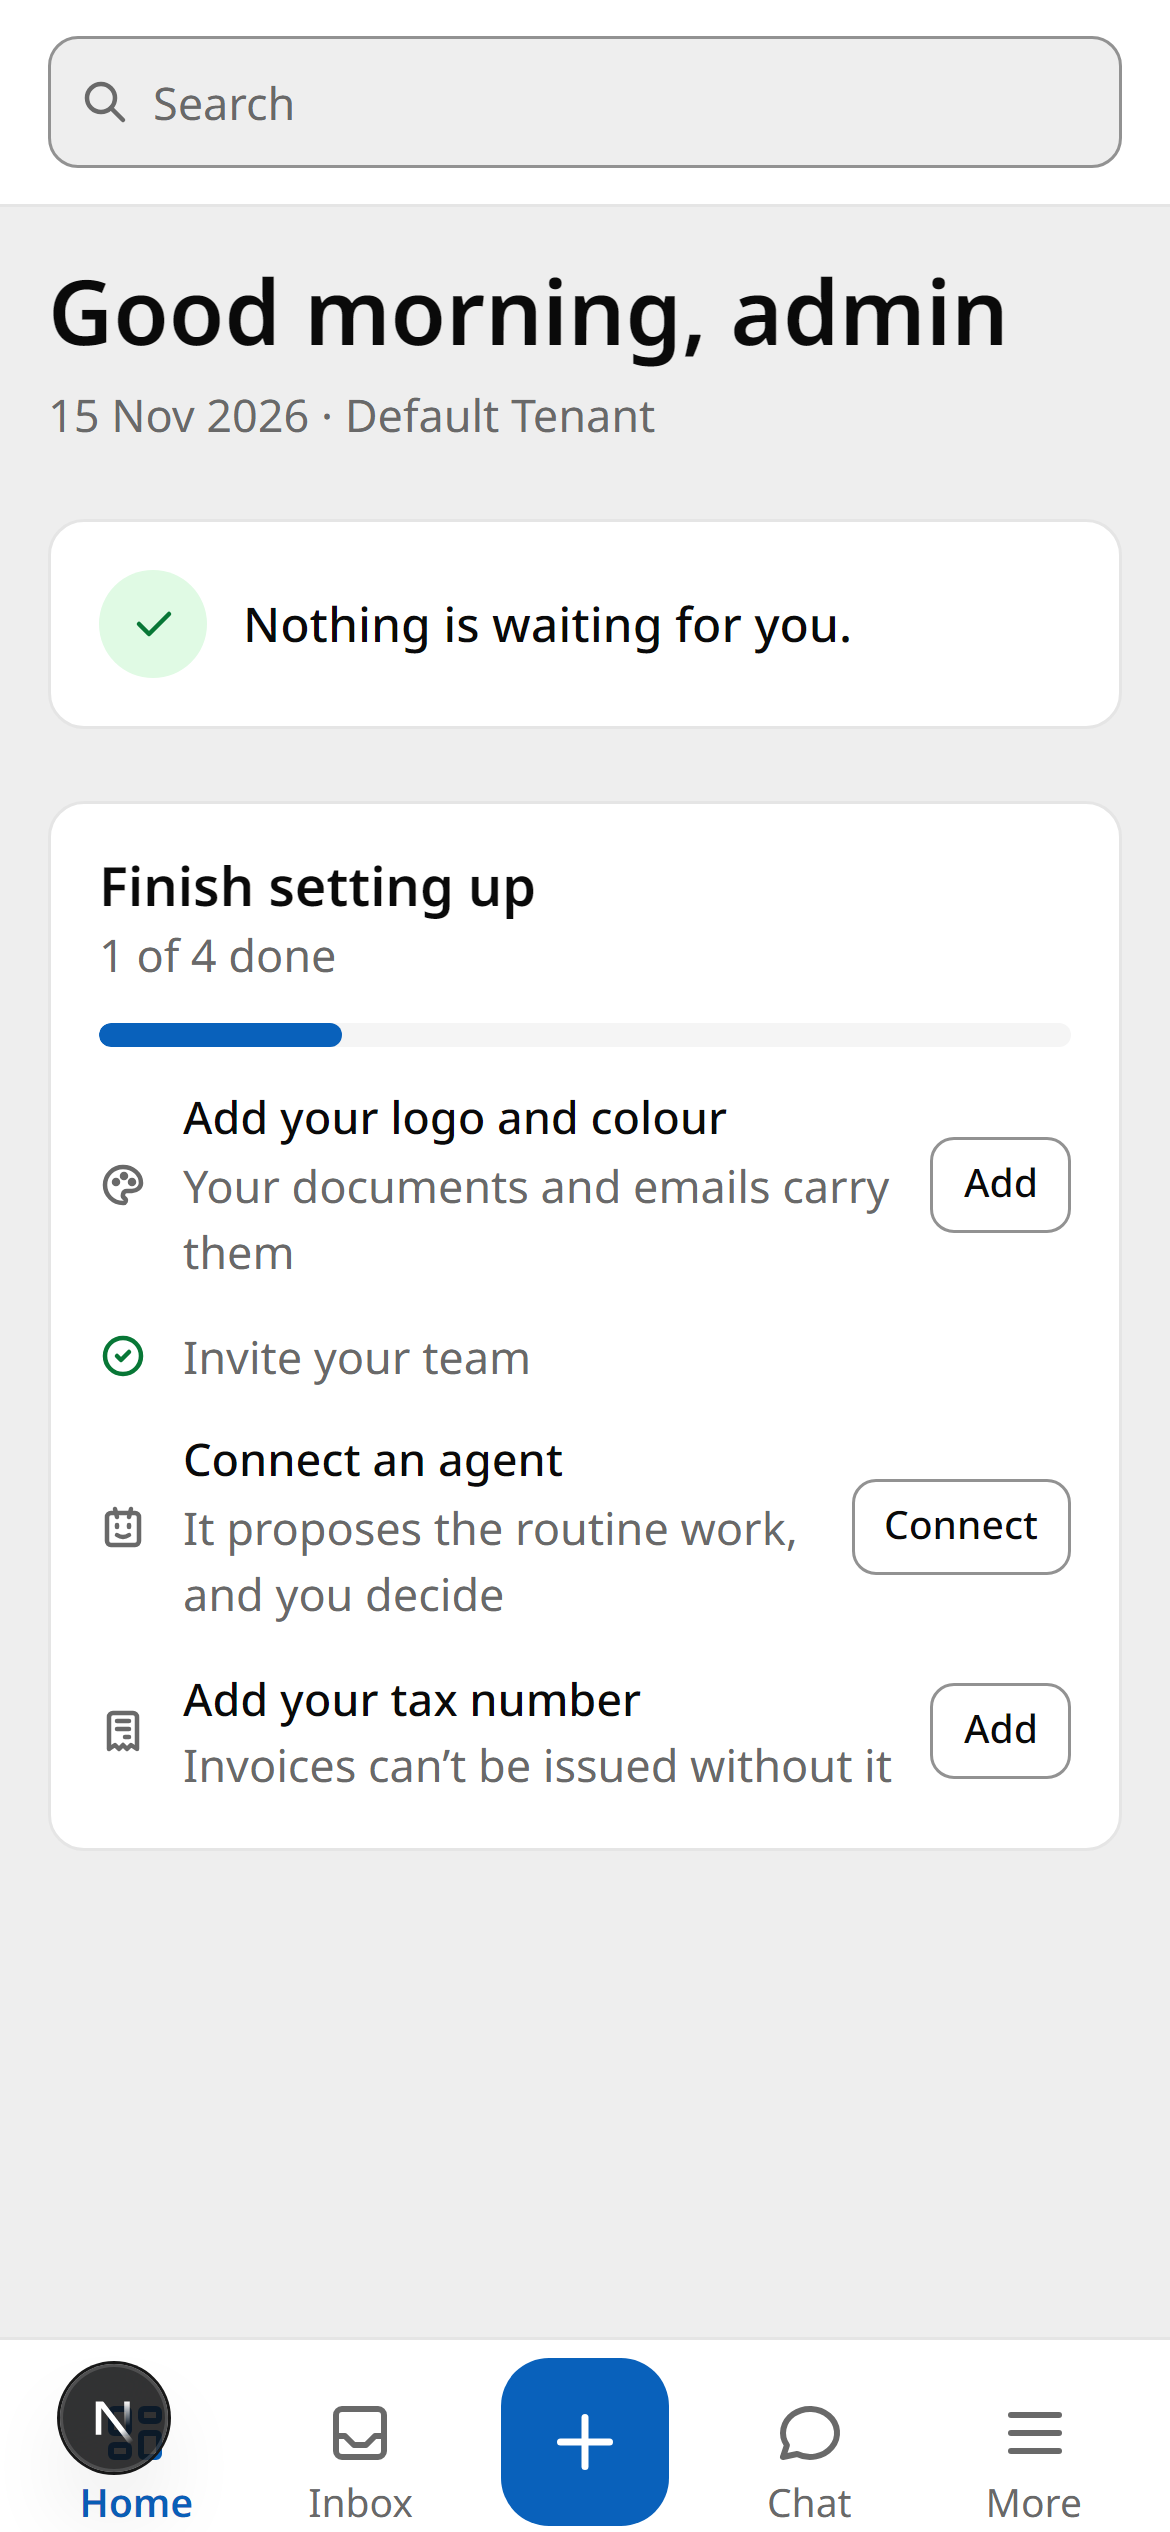 Search
Good morning, admin
15 Nov 2026 · Default Tenant
Nothing is waiting for you.
Finish setting up
1 of 4 done
Add your logo and colour
Your documents and emails carry
them
Add
Invite your team
Connect an agent
It proposes the routine work,
and you decide
Connect
Add your tax number
Invoices can’t be issued without it
Add
N
Home
Inbox
Chat
More